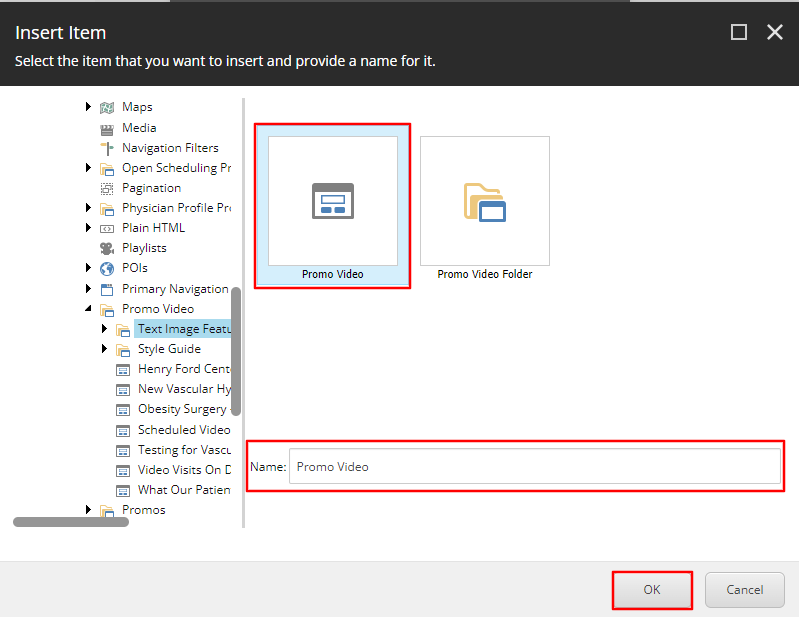 Insert Item
Select the item that you want to insert and provide a name for it.
Maps
Media
Navigation Filters
Open Scheduling Pr
Pagination
Physician Profile Pro
Plain HTML
Playlists
POIs
Primary Navigation
Promo Video
Text Image Featu
Style Guide
Henry Ford Cent
New Vascular Hy
Obesity Surgery
Scheduled Video
Testing for Vascu
Video Visits On D
What Our Patien
Promos
Promo Video
Promo Video Folder
Name: Promo Video
OK
Cancel